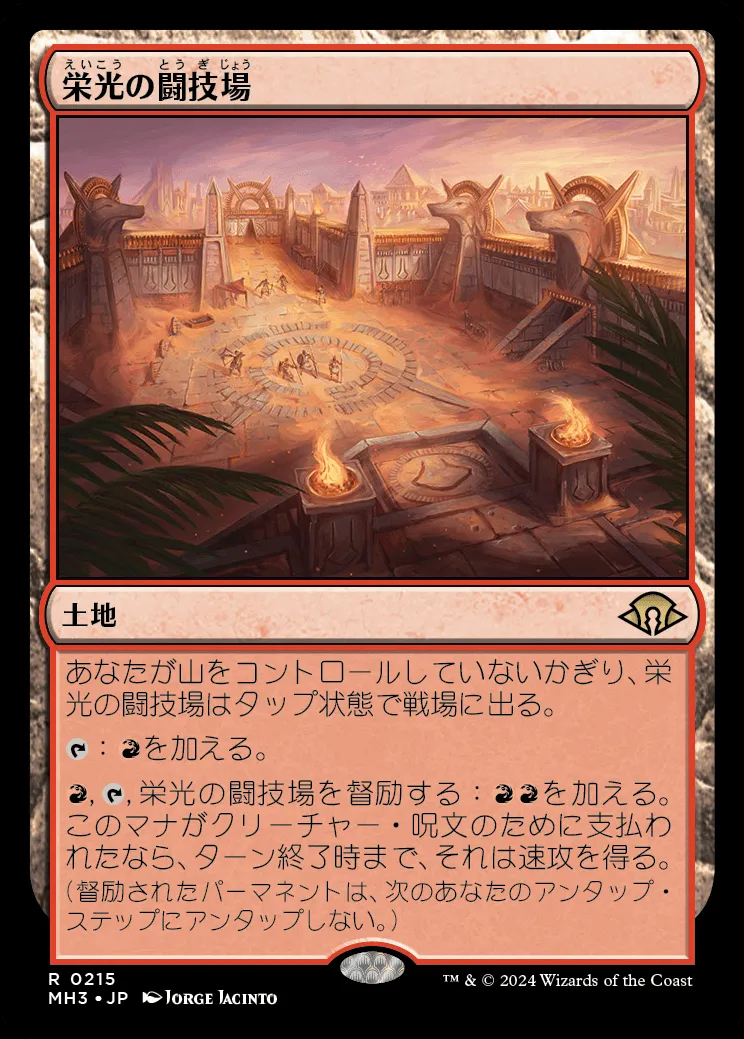 えいこう とうぎじょう
栄光の闘技場
土地
あなたが山をコントロールしていないかぎり、栄
光の闘技場はタップ状態で戦場に出る。
:を加える。
,,栄光の闘技場を督励する:を加える。
このマナがクリーチャー・呪文のために支払わ
れたなら、ターン終了時まで、それは速攻を得る。
(督励されたパーマネントは、次のあなたのアンタップ・
ステップにアンタップしない。)
R 0215
MH3•JP JORGE JACINTO
™ & © 2024 Wizards of the Coast